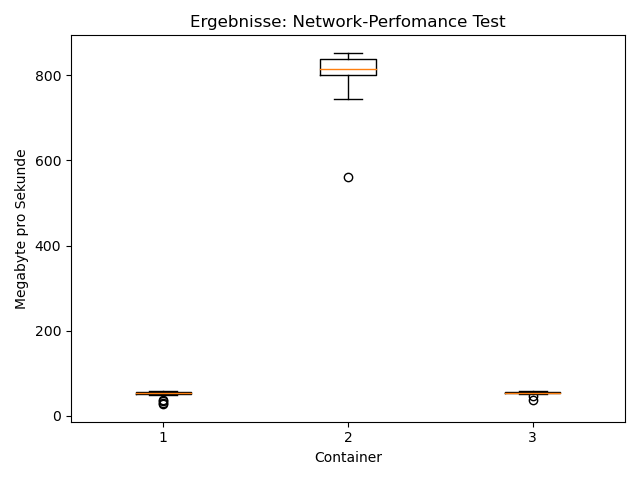 Ergebnisse: Network-Perfomance Test
Megabyte pro Sekunde
800
600
400
200
0
1 2 3
Container